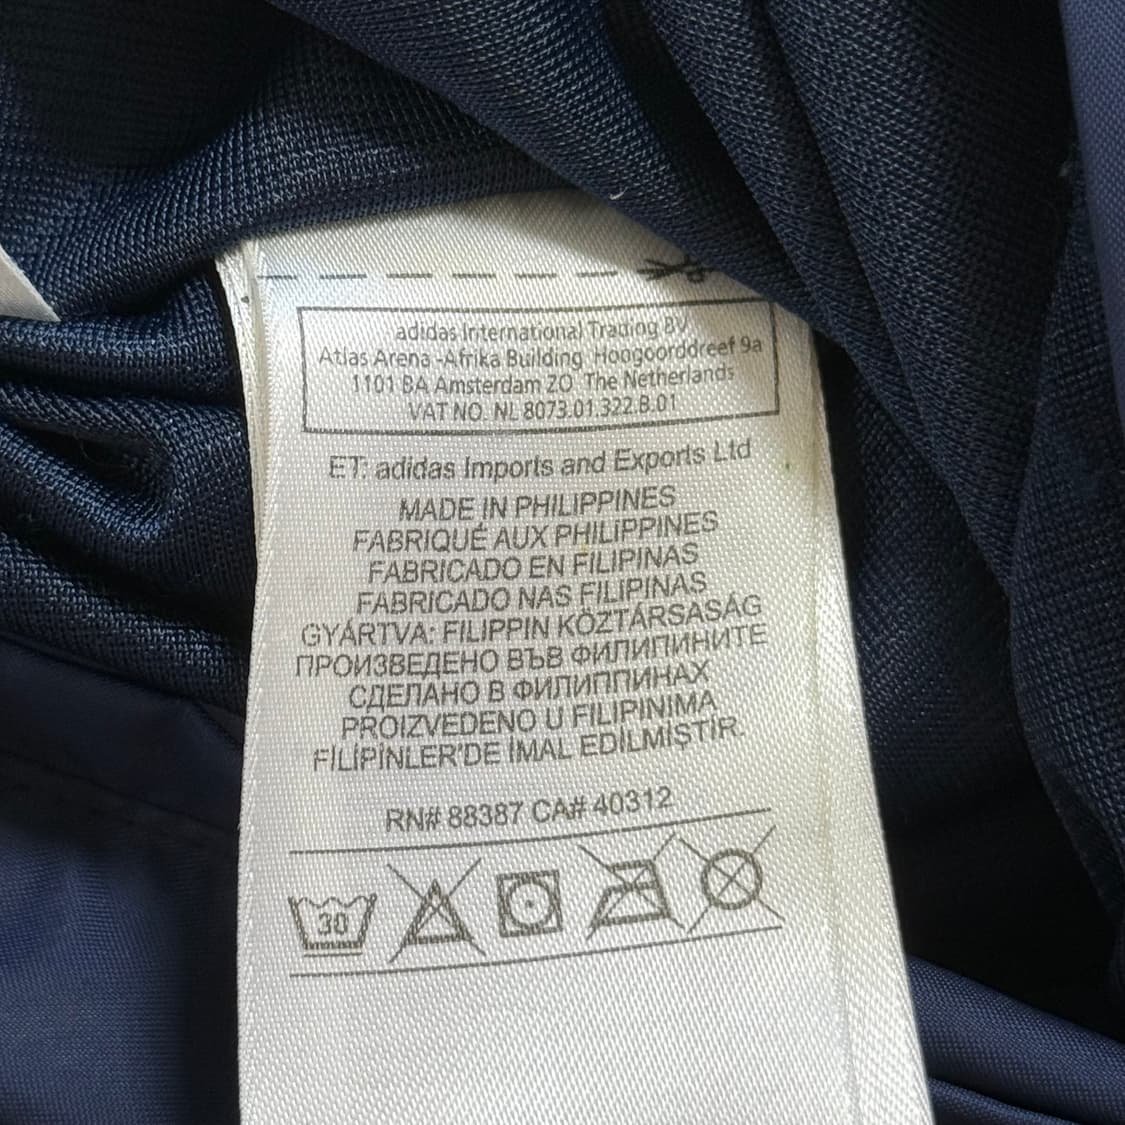 adidas International Trading BV
Atlas Arena -Afrika Building Hoogoorddreef 9a
1101 BA Amsterdam ZO The Netherlands
VAT NO. NL 8073.01.322.B.01
ET: adidas Imports and Exports Ltd
MADE IN PHILIPPINES
FABRIQUÉ AUX PHILIPPINES
FABRICADO EN FILIPINAS
FABRICADO NAS FILIPINAS
GYÁRTVA: FILIPPIN KÖZTÁRSASÁG
ПРОИЗВЕДЕНО ВЪВ ФИЛИПИНИТЕ
СДЕЛАНО В ФИЛИППИНАХ
PROIZVEDENO U FILIPINIMA
FİLİPİNLER'DE İMAL EDİLMİŞTİR.
RN# 88387 CA# 40312
30